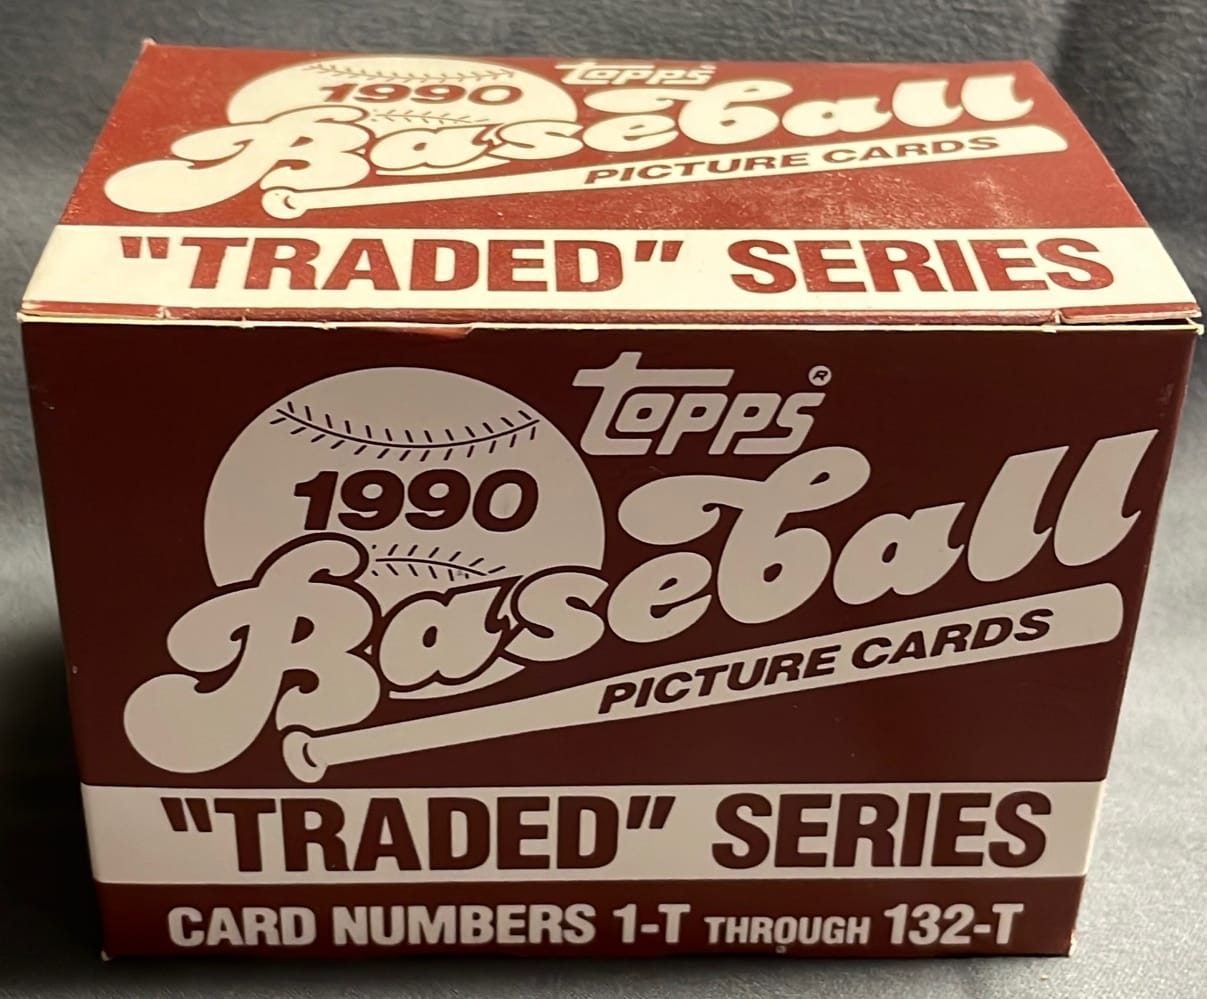 topps
1990
Baseball
PICTURE CARDS
"TRADED" SERIES
topps®
1990
Baseball
PICTURE CARDS
"TRADED" SERIES
CARD NUMBERS 1-T THROUGH 132-T